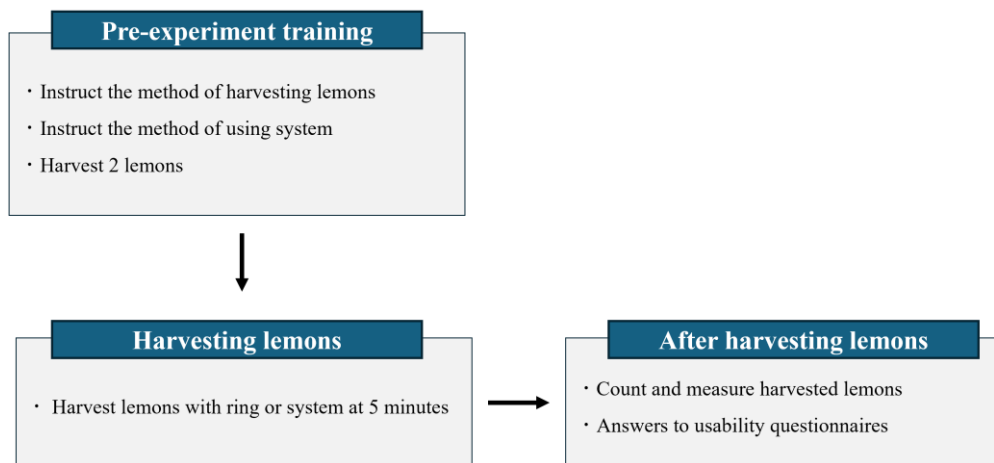 Pre-experiment training
・Instruct the method of harvesting lemons
・Instruct the method of using system
・Harvest 2 lemons
Harvesting lemons
・Harvest lemons with ring or system at 5 minutes
After harvesting lemons
・Count and measure harvested lemons
・Answers to usability questionnaires